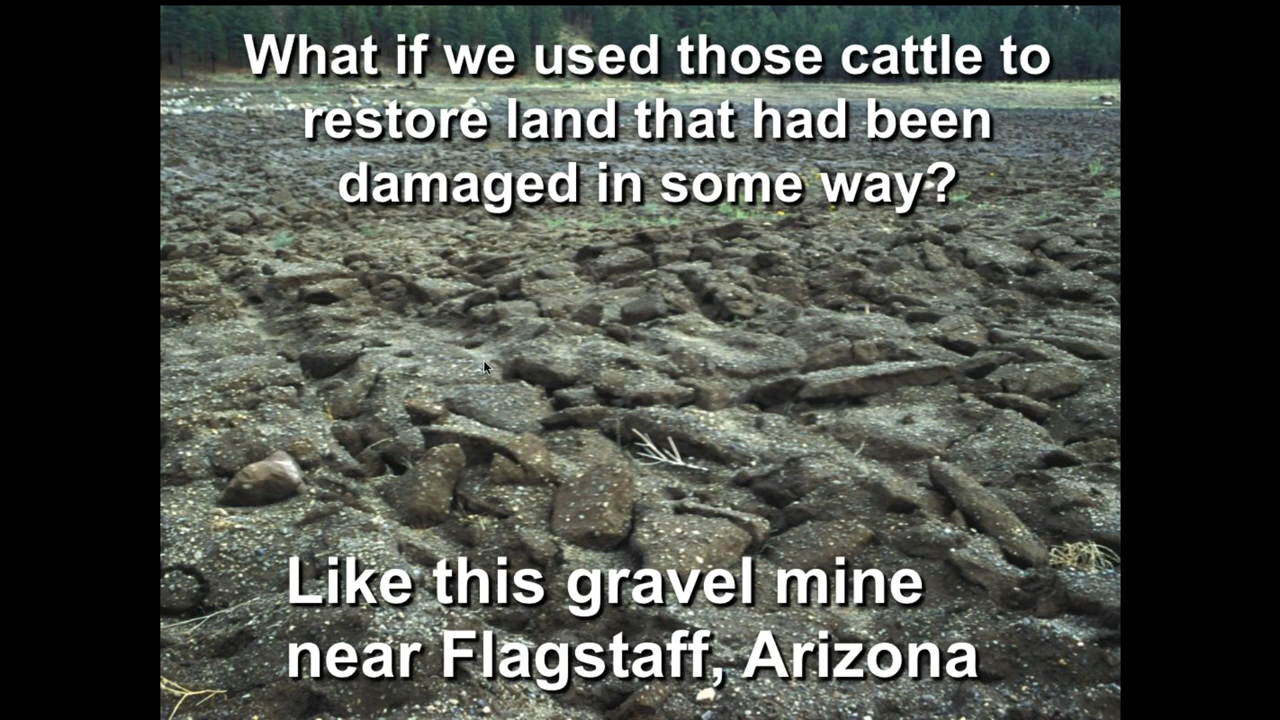 What if we used those cattle to
restore land that had been
damaged in some way?
Like this gravel mine
near Flagstaff, Arizona